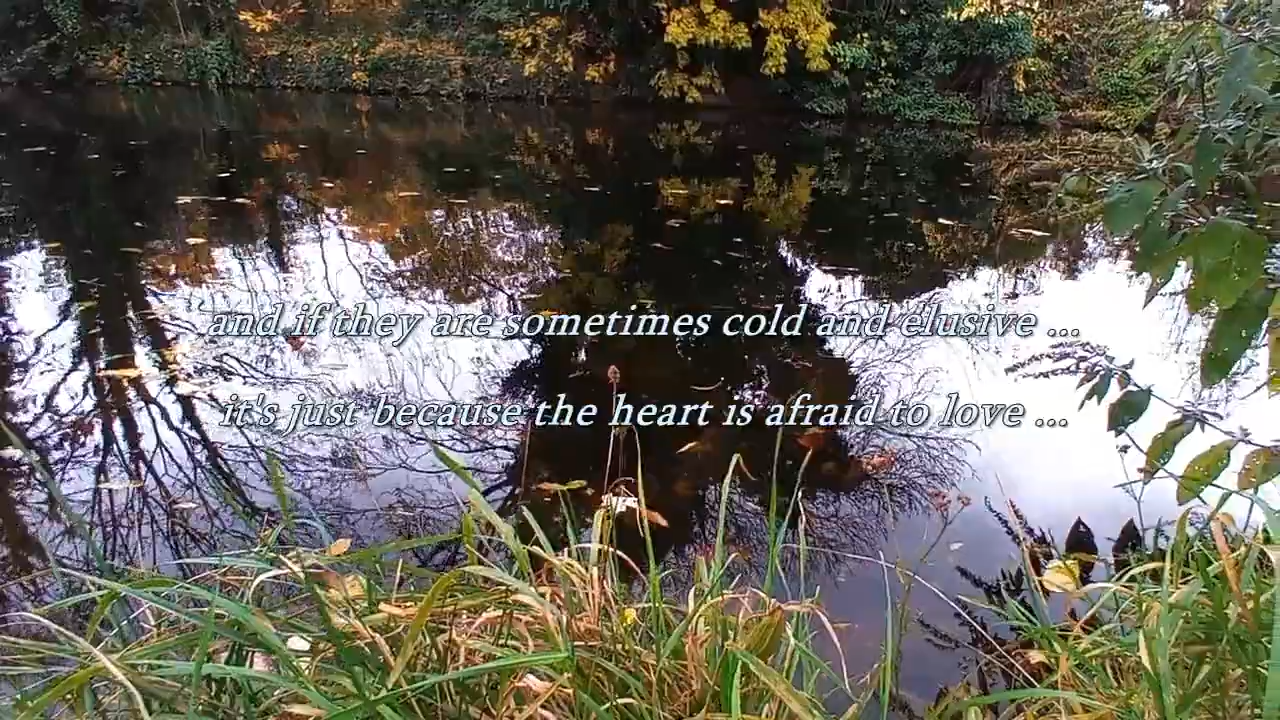 and if they are sometimes cold and elusive ...
it's just because the heart is afraid to love ...